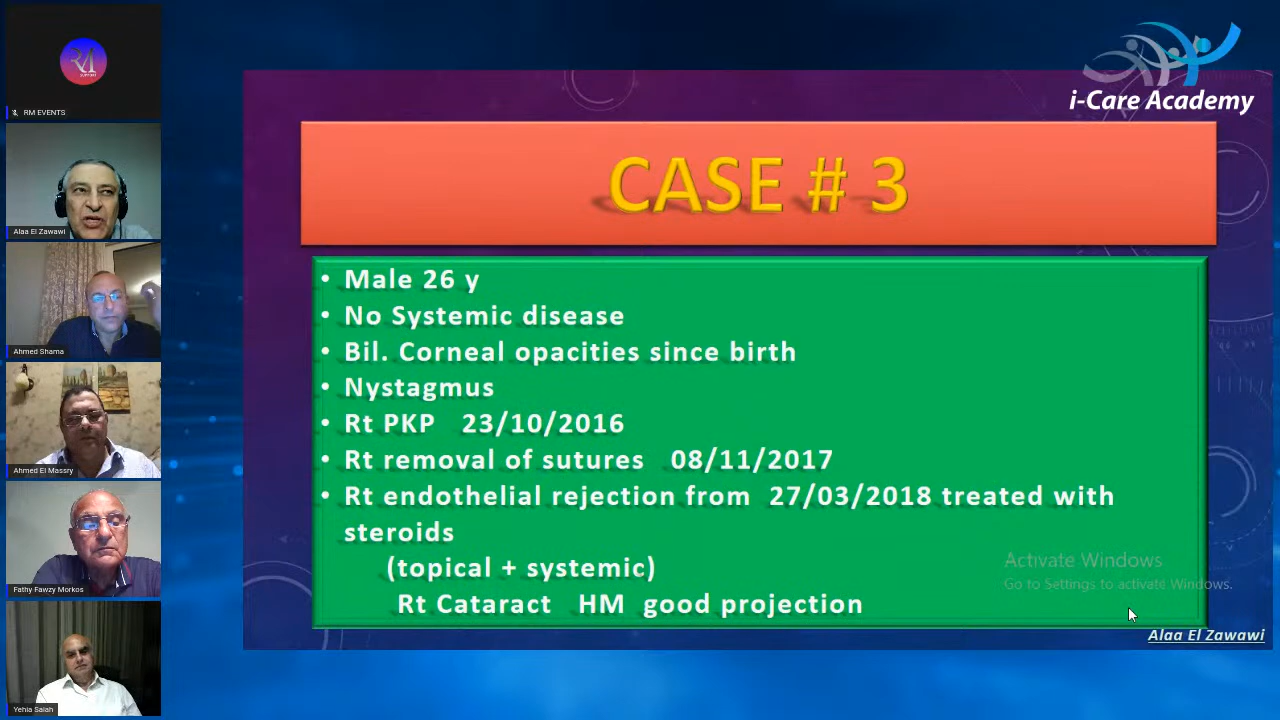 RM
SUPPORT
RM EVENTS
Alaa El Zawawi
Ahmed Shama
Ahmed El Massry
Fathy Fawzy Morkos
Yehia Salah
i-Care Academy
CASE # 3
• Male 26 y
• No Systemic disease
• Bil. Corneal opacities since birth
• Nystagmus
• Rt PKP 23/10/2016
• Rt removal of sutures 08/11/2017
• Rt endothelial rejection from 27/03/2018 treated with
steroids
(topical + systemic)
Rt Cataract HM good projection
Activate Windows
Go to Settings to activate Windows.
Alaa El Zawawi